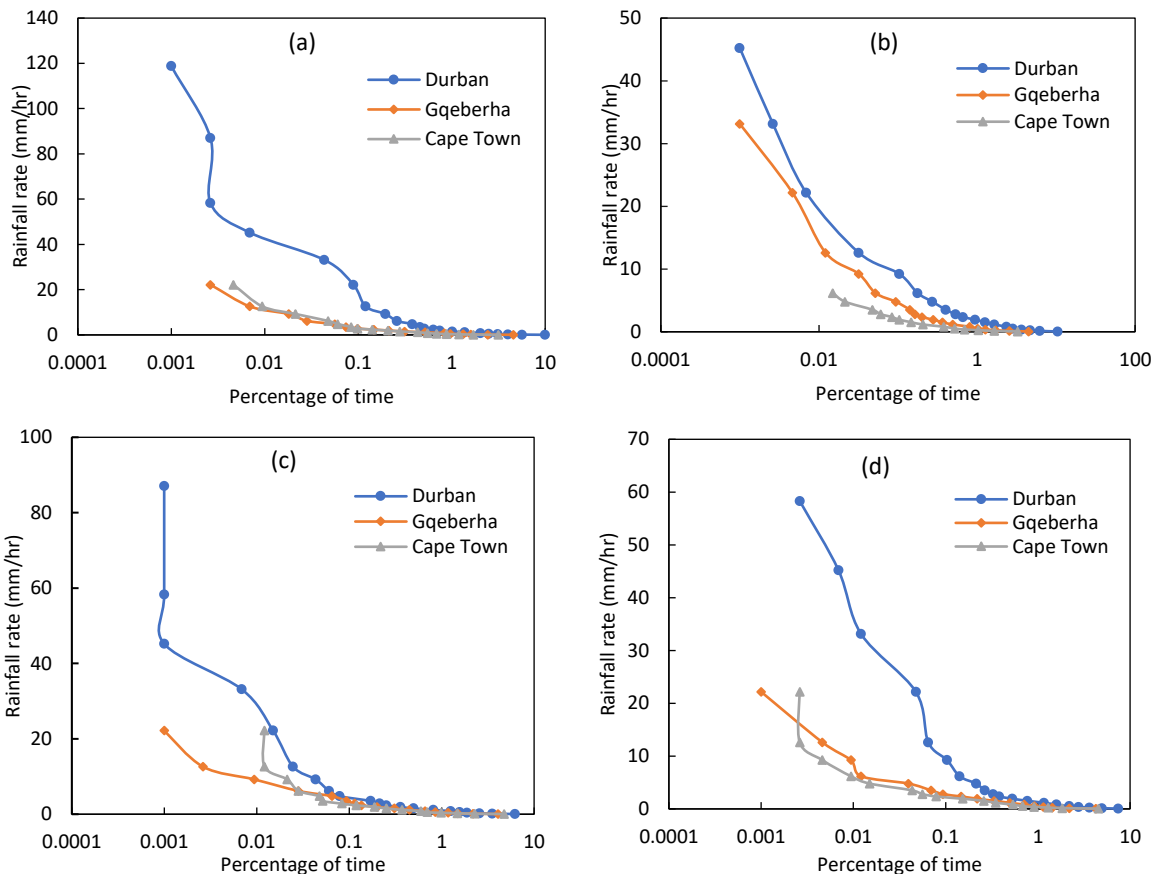 (a)
Rainfall rate (mm/hr)
140
120
100
80
60
40
20
0
Durban
Gqeberha
Cape Town
0.0001 0.001 0.01 0.1 1 10
Percentage of time
(b)
Rainfall rate (mm/hr)
50
40
30
20
10
0
Durban
Gqeberha
Cape Town
0.0001 0.01 1 100
Percentage of time
(c)
Rainfall rate (mm/hr)
100
80
60
40
20
0
Durban
Gqeberha
Cape Town
0.0001 0.001 0.01 0.1 1 10
Percentage of time
(d)
Rainfall rate (mm/hr)
70
60
50
40
30
20
10
0
Durban
Gqeberha
Cape Town
0.0001 0.001 0.01 0.1 1 10
Percentage of time